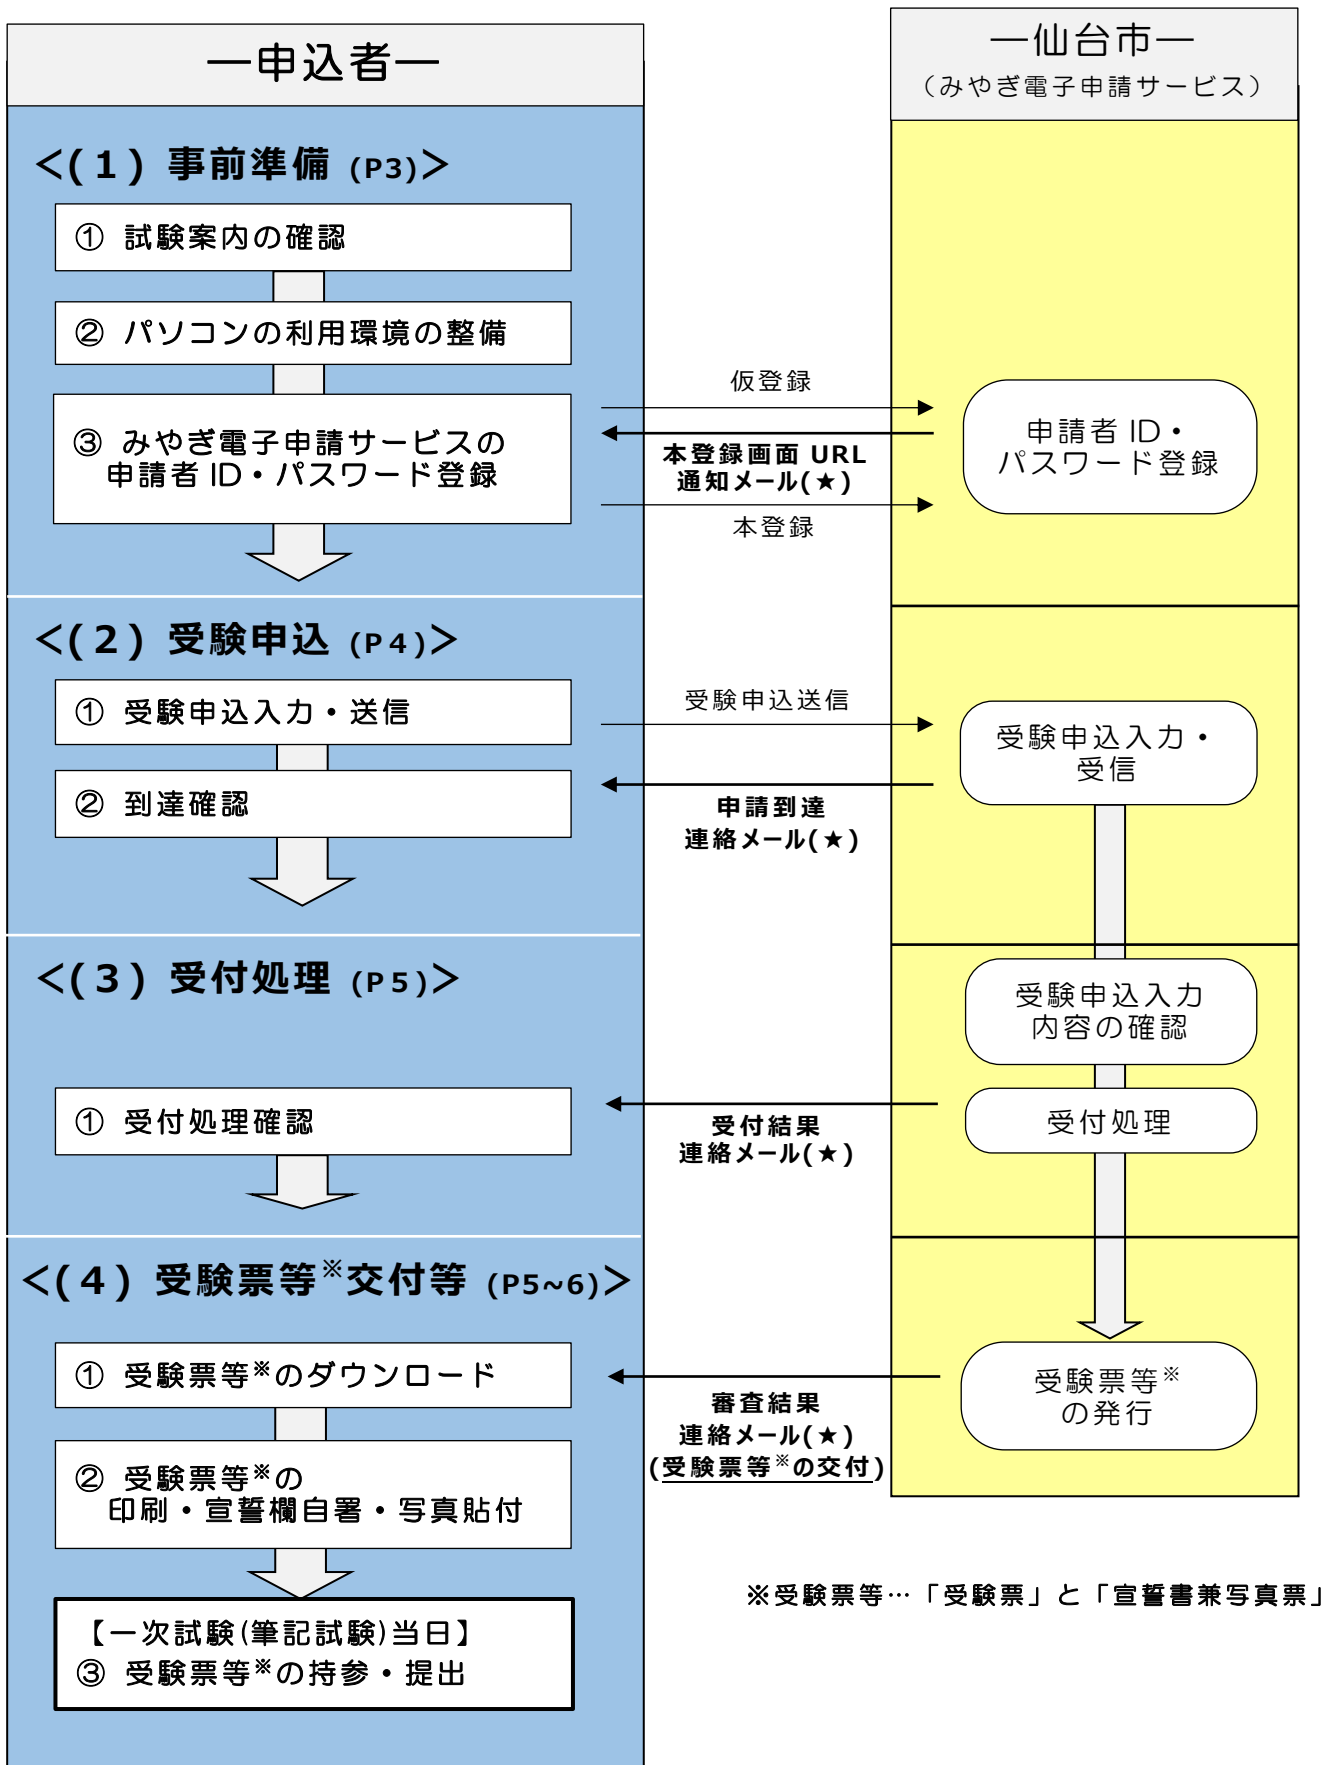 ―申込者―
―仙台市―
（みやぎ電子申請サービス）
<(１) 事前準備 (P3)>
① 試験案内の確認
② パソコンの利用環境の整備
③ みやぎ電子申請サービスの
申請者 ID・パスワード登録
仮登録
本登録画面 URL
通知メール(★)
本登録
申請者 ID・
パスワード登録
<(２) 受験申込 (P４)>
① 受験申込入力・送信
② 到達確認
受験申込送信
申請到達
連絡メール(★)
受験申込入力・
受信
<(３) 受付処理 (P５)>
① 受付処理確認
受付結果
連絡メール(★)
受験申込入力
内容の確認
受付処理
<(４) 受験票等※交付等 (P5~6)>
① 受験票等※のダウンロード
② 受験票等※の
印刷・宣誓欄自署・写真貼付
審査結果
連絡メール(★)
(受験票等※の交付)
受験票等※
の発行
【一次試験(筆記試験)当日】
③ 受験票等※の持参・提出
※受験票等…「受験票」と「宣誓書兼写真票」